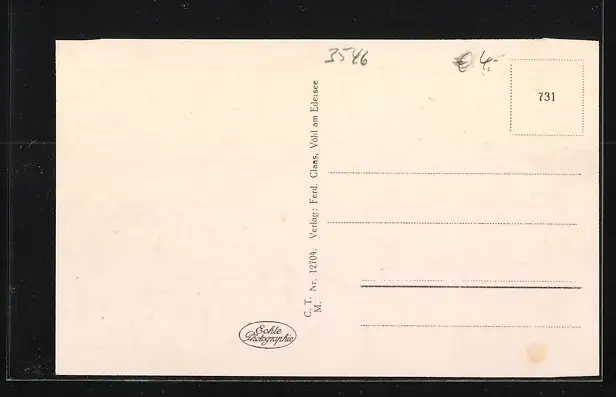 3546
€ 4,-
731
C. T. M. Nr. 12704. Verlag: Ferd. Claas, Vöhl am Edersee
Echte
Photographie